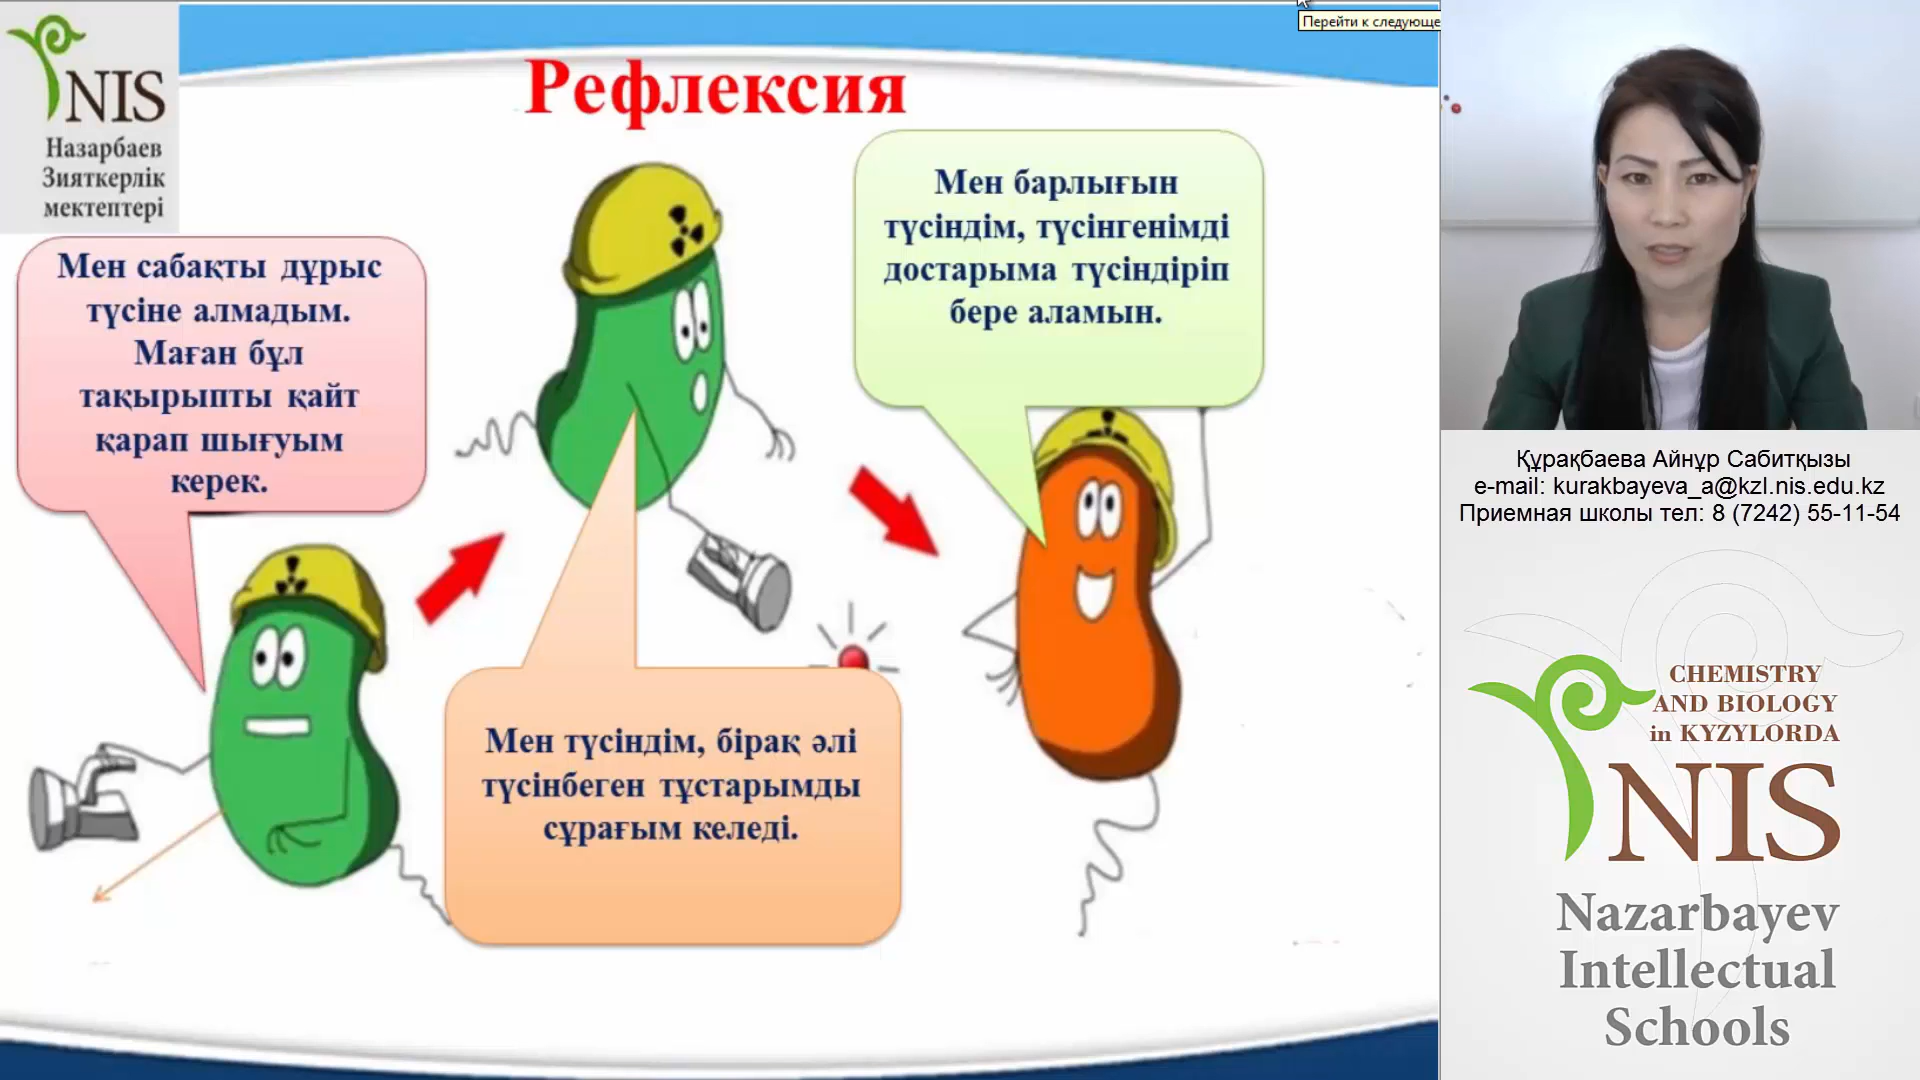 Перейти к следующе
NIS
Назарбаев
Зияткерлік
мектептері
Рефлексия
Мен сабақты дұрыс
түсіне алмадым.
Маған бұл
тақырыпты қайт
қарап шығуым
керек.
Мен түсіндім, бірақ әлі
түсінбеген тұстарымды
сұрағым келеді.
Мен барлығын
түсіндім, түсінгенімді
достарыма түсіндіріп
бере аламын.
Құрақбаева Айнұр Сабитқызы
e-mail: kurakbayeva_a@kzl.nis.edu.kz
Приемная школы тел: 8 (7242) 55-11-54
CHEMISTRY
AND BIOLOGY
in KYZYLORDA
NIS
Nazarbayev
Intellectual
Schools